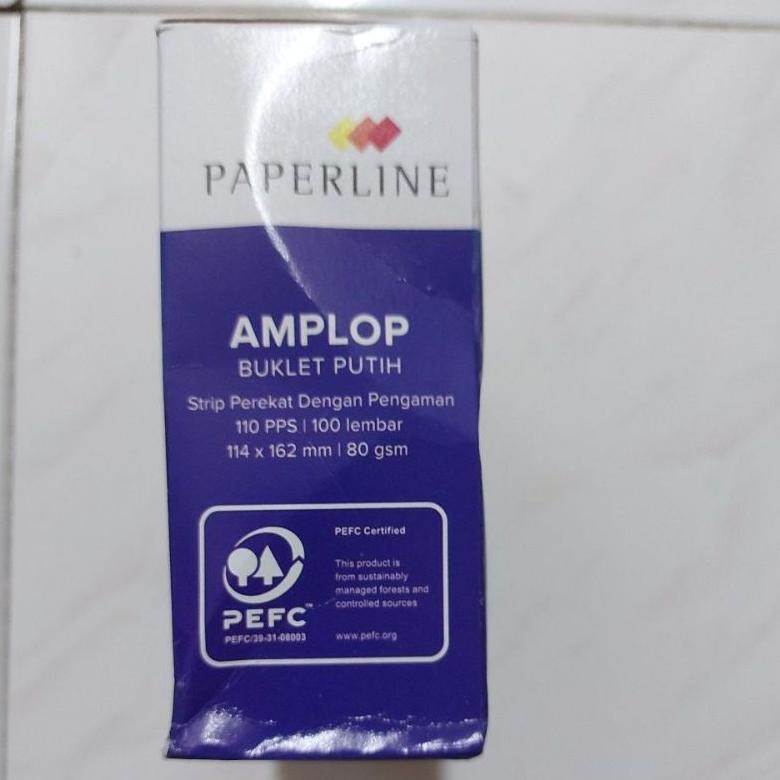 PAPERLINE
AMPLOP
BUKLET PUTIH
Strip Perekat Dengan Pengaman
110 PPS | 100 lembar
114 x 162 mm | 80 gsm
PEFC Certified
This product is
from sustainably
managed forests and
controlled sources
www.pefc.org
PEFC™
PEFC/39-31-08003